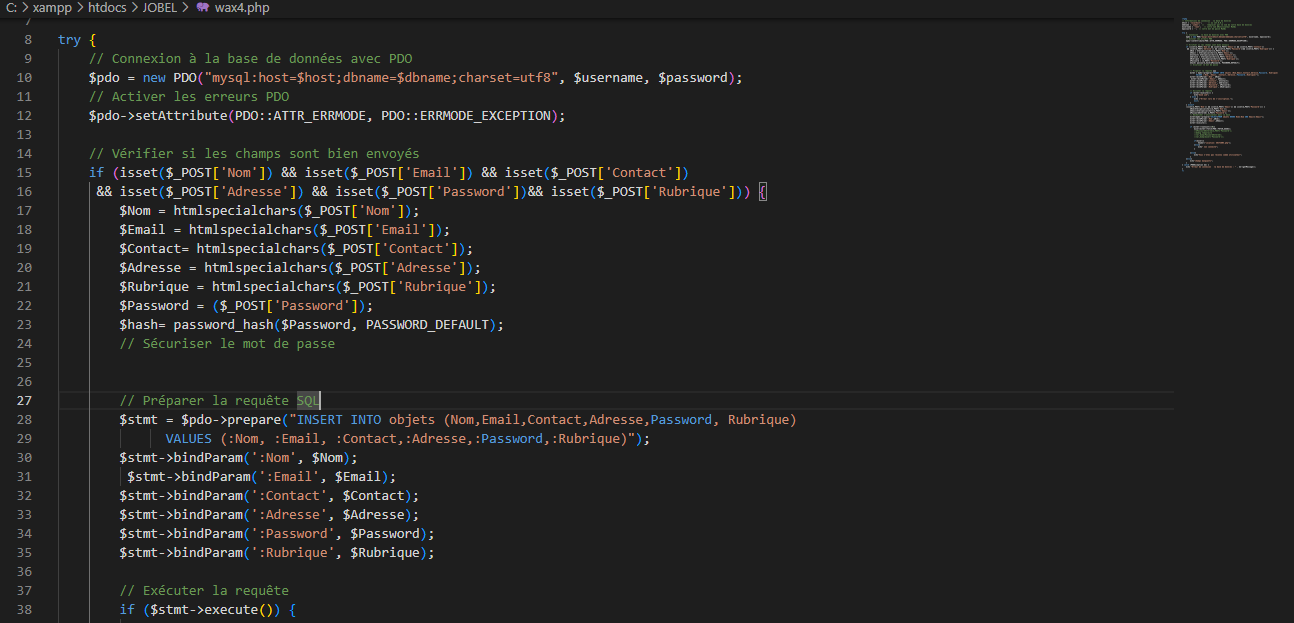 C: > xampp > htdocs > JOBEL > wax4.php
7
8 try {
9 // Connexion à la base de données avec PDO
10 $pdo = new PDO("mysql:host=$host;dbname=$dbname;charset=utf8", $username, $password);
11 // Activer les erreurs PDO
12 $pdo->setAttribute(PDO::ATTR_ERRMODE, PDO::ERRMODE_EXCEPTION);
13
14 // Vérifier si les champs sont bien envoyés
15 if (isset($_POST['Nom']) && isset($_POST['Email']) && isset($_POST['Contact'])
16 && isset($_POST['Adresse']) && isset($_POST['Password'])&& isset($_POST['Rubrique'])) {
17 $Nom = htmlspecialchars($_POST['Nom']);
18 $Email = htmlspecialchars($_POST['Email']);
19 $Contact= htmlspecialchars($_POST['Contact']);
20 $Adresse = htmlspecialchars($_POST['Adresse']);
21 $Rubrique = htmlspecialchars($_POST['Rubrique']);
22 $Password = ($_POST['Password']);
23 $hash= password_hash($Password, PASSWORD_DEFAULT);
24 // Sécuriser le mot de passe
25
26
27 // Préparer la requête SQL
28 $stmt = $pdo->prepare("INSERT INTO objets (Nom,Email,Contact,Adresse,Password, Rubrique)
29 VALUES (:Nom, :Email, :Contact,:Adresse,:Password,:Rubrique)");
30 $stmt->bindParam(':Nom', $Nom);
31 $stmt->bindParam(':Email', $Email);
32 $stmt->bindParam(':Contact', $Contact);
33 $stmt->bindParam(':Adresse', $Adresse);
34 $stmt->bindParam(':Password', $Password);
35 $stmt->bindParam(':Rubrique', $Rubrique);
36
37 // Exécuter la requête
38 if ($stmt->execute()) {